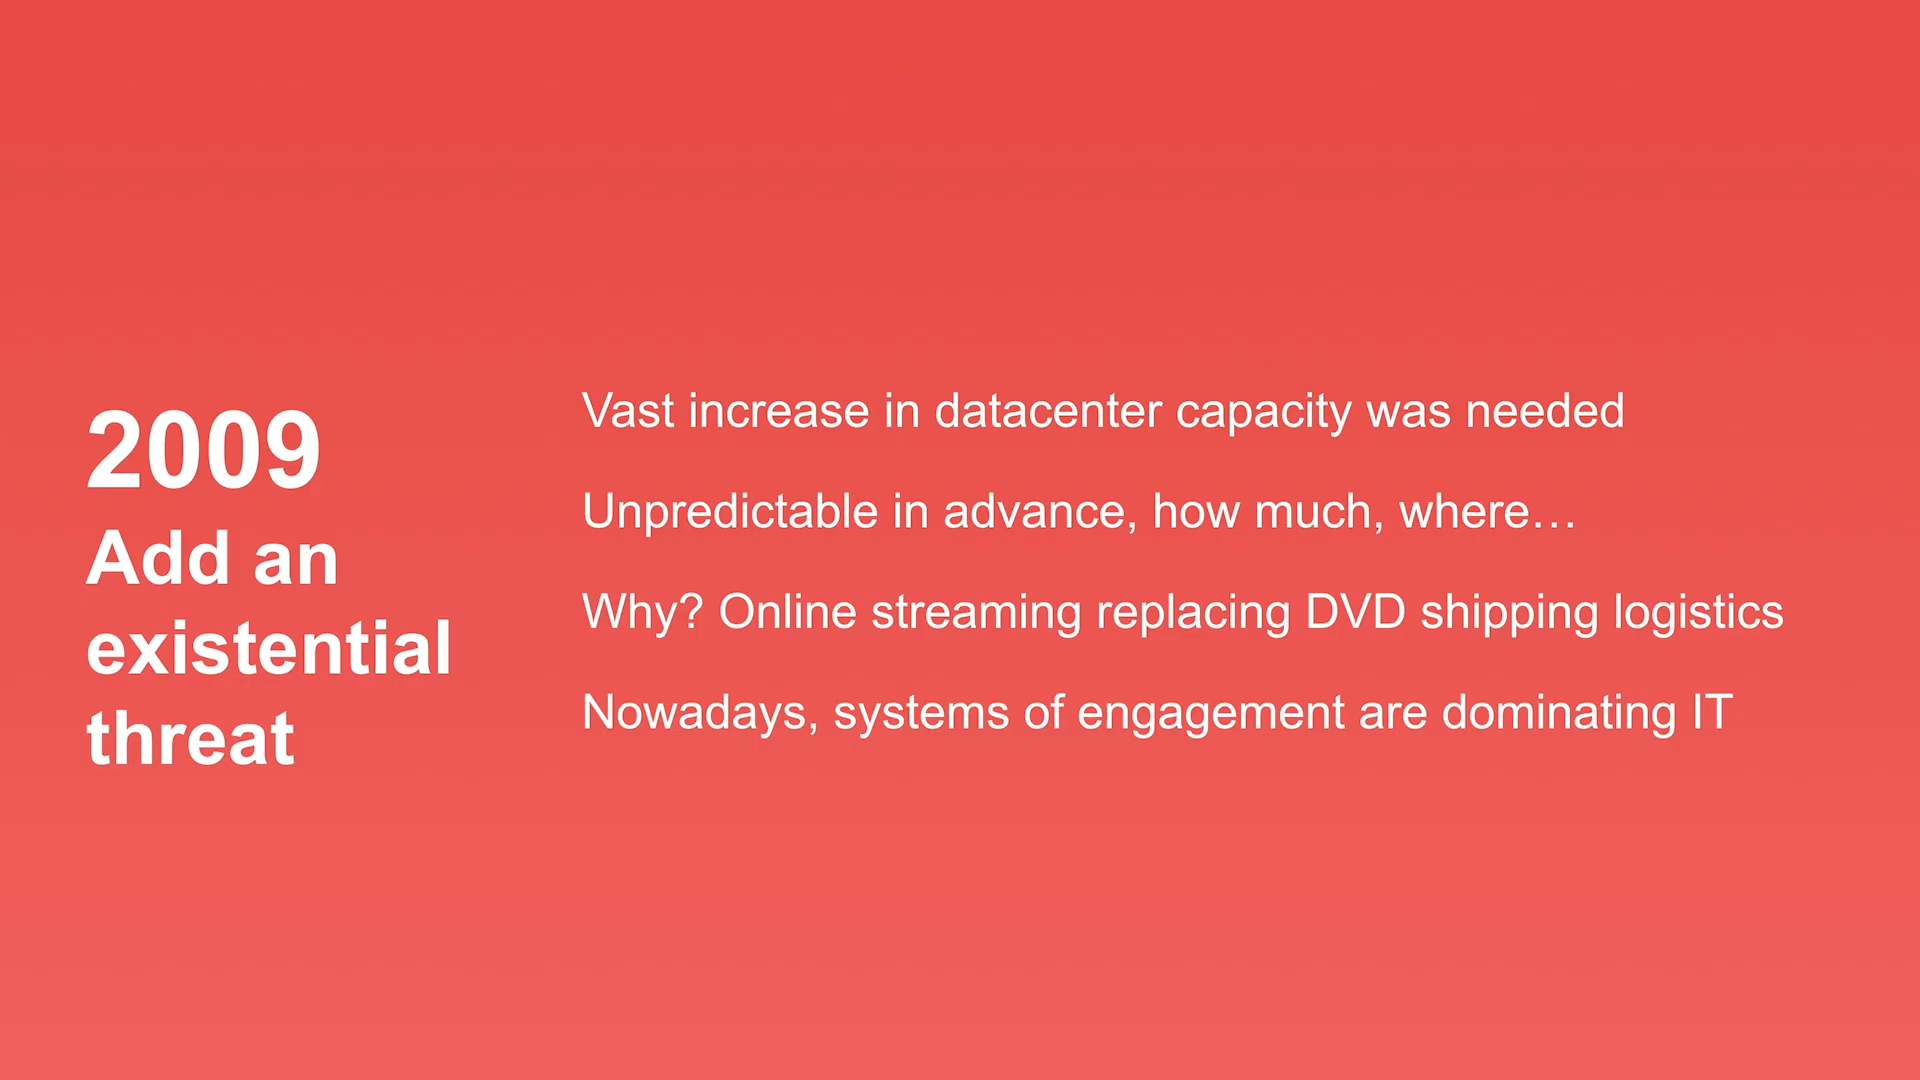 2009
Add an
existential
threat
Vast increase in datacenter capacity was needed
Unpredictable in advance, how much, where…
Why? Online streaming replacing DVD shipping logistics
Nowadays, systems of engagement are dominating IT